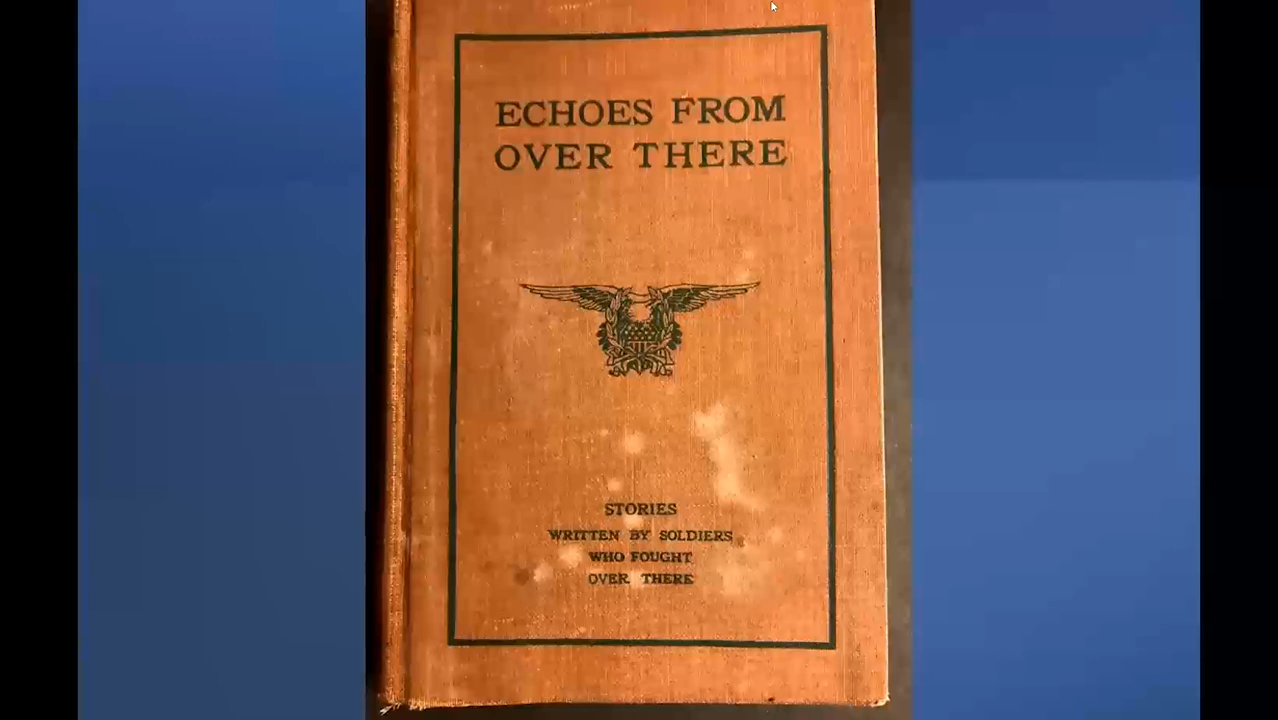 ECHOES FROM
OVER THERE
STORIES
WRITTEN BY SOLDIERS
WHO FOUGHT
OVER THERE